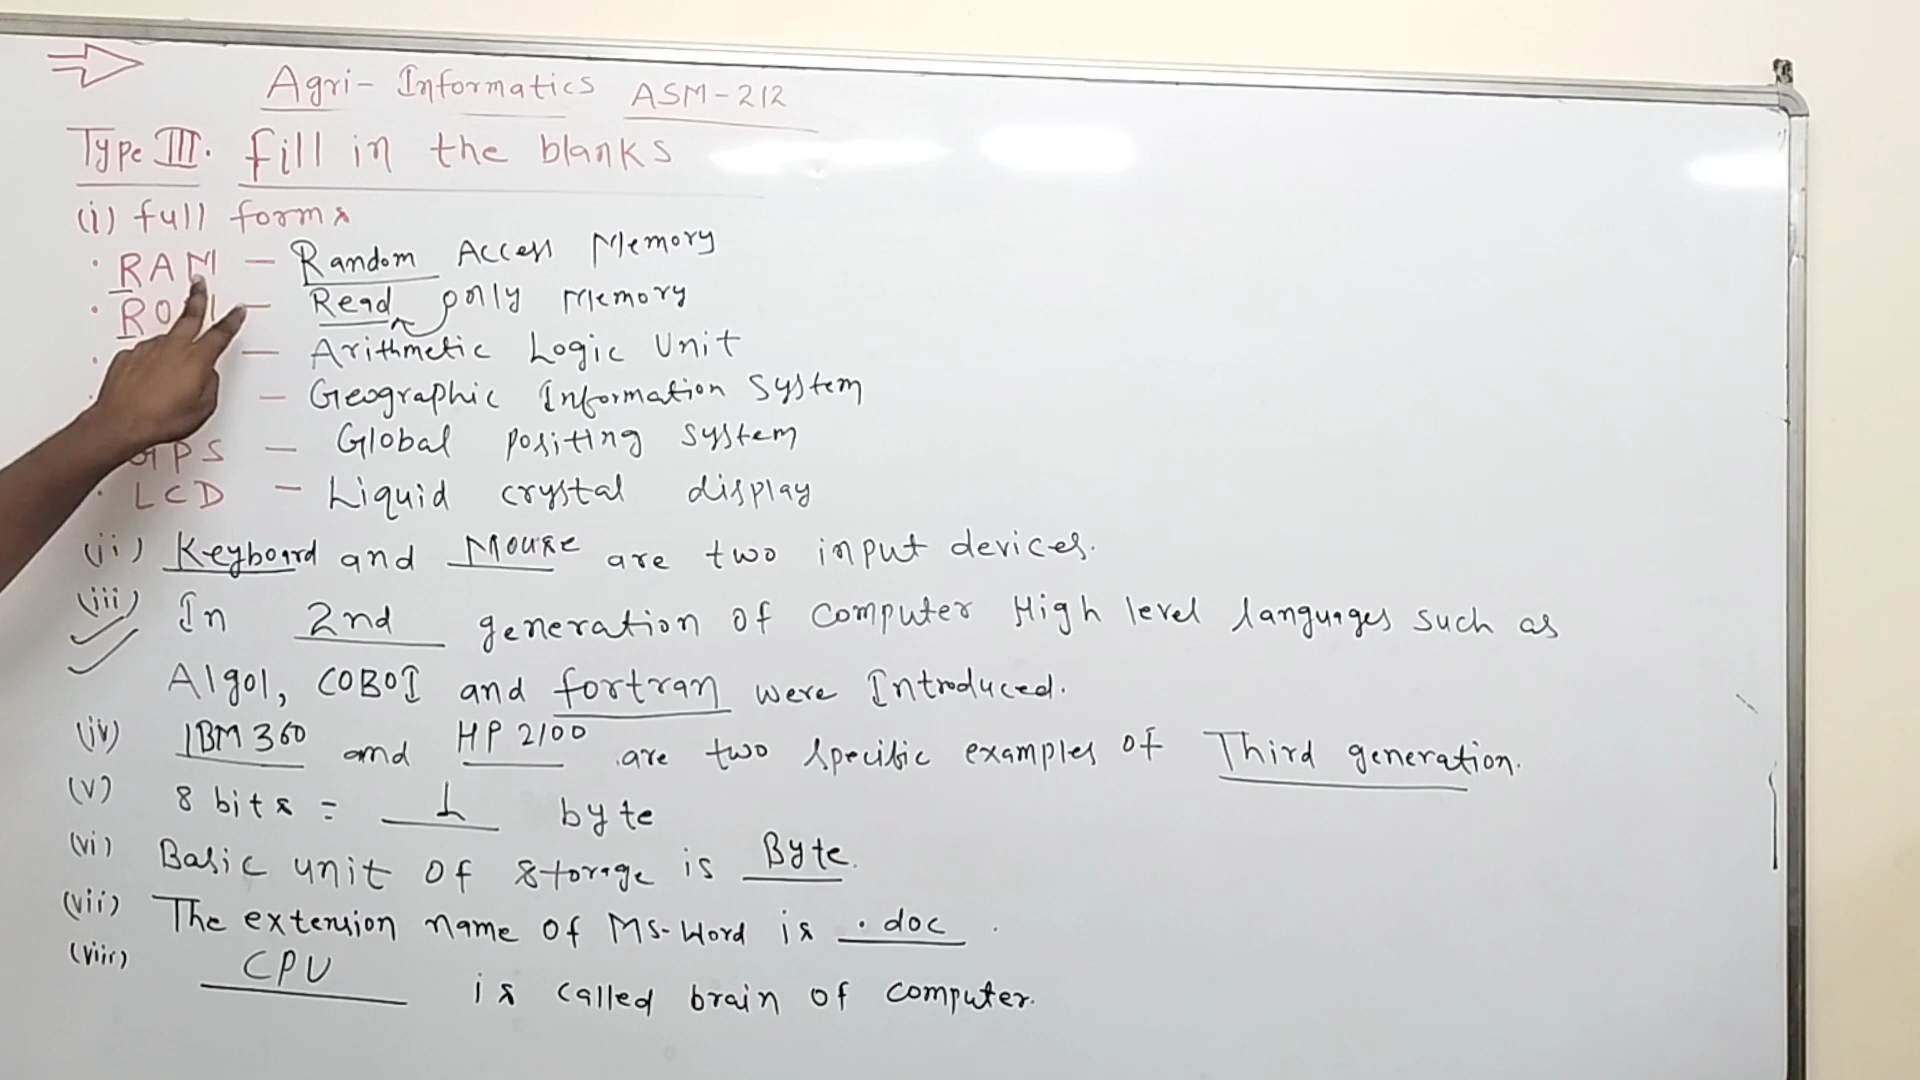 Agri-Informatics ASM-212
Type III. fill in the blanks
(i) full forms
· RAM — Random Access Memory
· RO — Read only Memory
· — Arithmetic Logic Unit
— Geographic Information System
GPS — Global Positing System
· LCD — Liquid crystal display
(ii) Keyboard and Mouse are two input devices.
(iii) In 2nd generation of computer High level languages such as
Algol, COBOl and fortran were Introduced.
(iv) IBM 360 and HP 2100 are two specific examples of Third generation.
(v) 8 bits = 1 byte
(vi) Basic unit of storage is Byte.
(vii) The extension name of MS-Word is .doc .
(viii) CPU is called brain of computer.